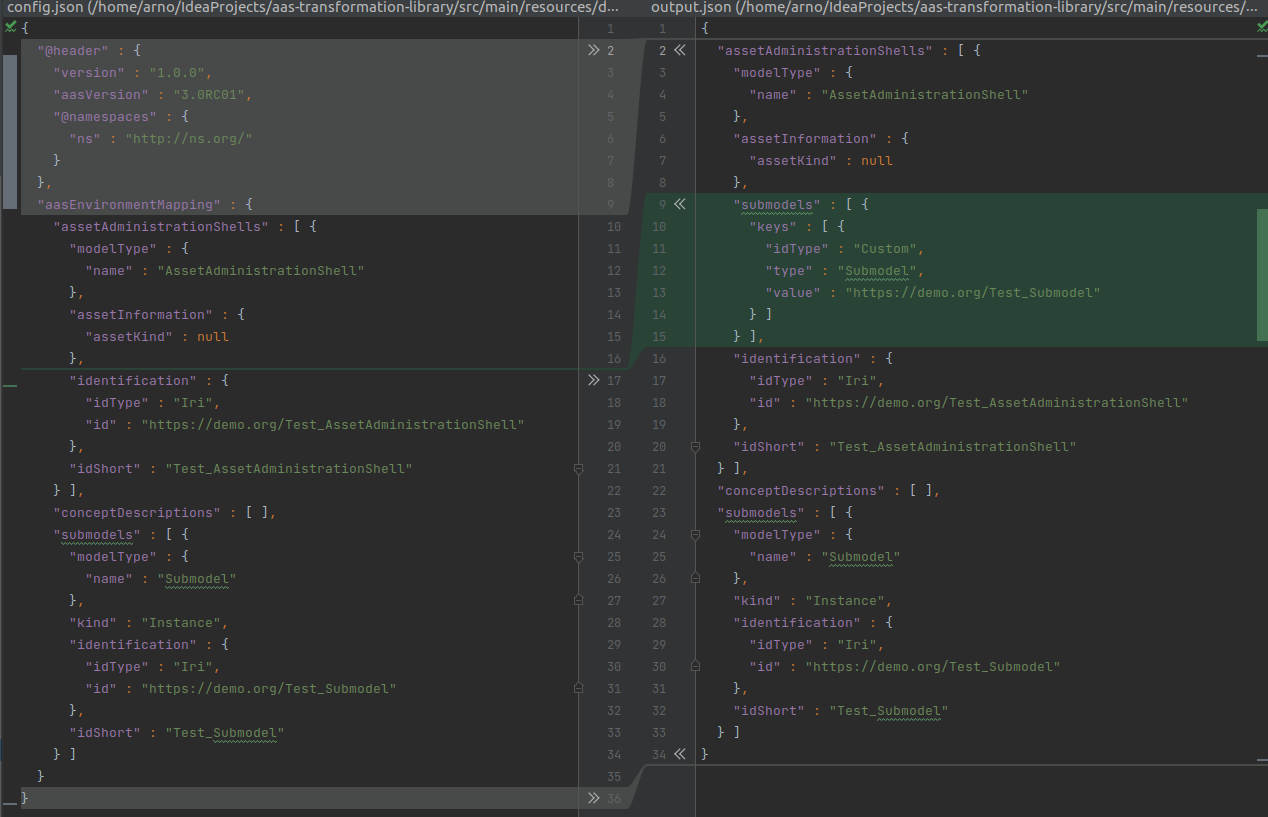 config.json (/home/arno/IdeaProjects/aas-transformation-library/src/main/resources/d...
{
"@header" : {
"version" : "1.0.0",
"aasVersion" : "3.0RC01",
"@namespaces" : {
"ns" : "http://ns.org/"
}
},
"aasEnvironmentMapping" : {
"assetAdministrationShells" : [ {
"modelType" : {
"name" : "AssetAdministrationShell"
},
"assetInformation" : {
"assetKind" : null
},
"identification" : {
"idType" : "Iri",
"id" : "https://demo.org/Test_AssetAdministrationShell"
},
"idShort" : "Test_AssetAdministrationShell"
} ],
"conceptDescriptions" : [ ],
"submodels" : [ {
"modelType" : {
"name" : "Submodel"
},
"kind" : "Instance",
"identification" : {
"idType" : "Iri",
"id" : "https://demo.org/Test_Submodel"
},
"idShort" : "Test_Submodel"
} ]
}
}
1
2
3
4
5
6
7
8
9
10
11
12
13
14
15
16
17
18
19
20
21
22
23
24
25
26
27
28
29
30
31
32
33
34
35
36
output.json (/home/arno/IdeaProjects/aas-transformation-library/src/main/resources/...
1
2
3
4
5
6
7
8
9
10
11
12
13
14
15
16
17
18
19
20
21
22
23
24
25
26
27
28
29
30
31
32
33
34
{
"assetAdministrationShells" : [ {
"modelType" : {
"name" : "AssetAdministrationShell"
},
"assetInformation" : {
"assetKind" : null
},
"submodels" : [ {
"keys" : [ {
"idType" : "Custom",
"type" : "Submodel",
"value" : "https://demo.org/Test_Submodel"
} ]
} ],
"identification" : {
"idType" : "Iri",
"id" : "https://demo.org/Test_AssetAdministrationShell"
},
"idShort" : "Test_AssetAdministrationShell"
} ],
"conceptDescriptions" : [ ],
"submodels" : [ {
"modelType" : {
"name" : "Submodel"
},
"kind" : "Instance",
"identification" : {
"idType" : "Iri",
"id" : "https://demo.org/Test_Submodel"
},
"idShort" : "Test_Submodel"
} ]
}